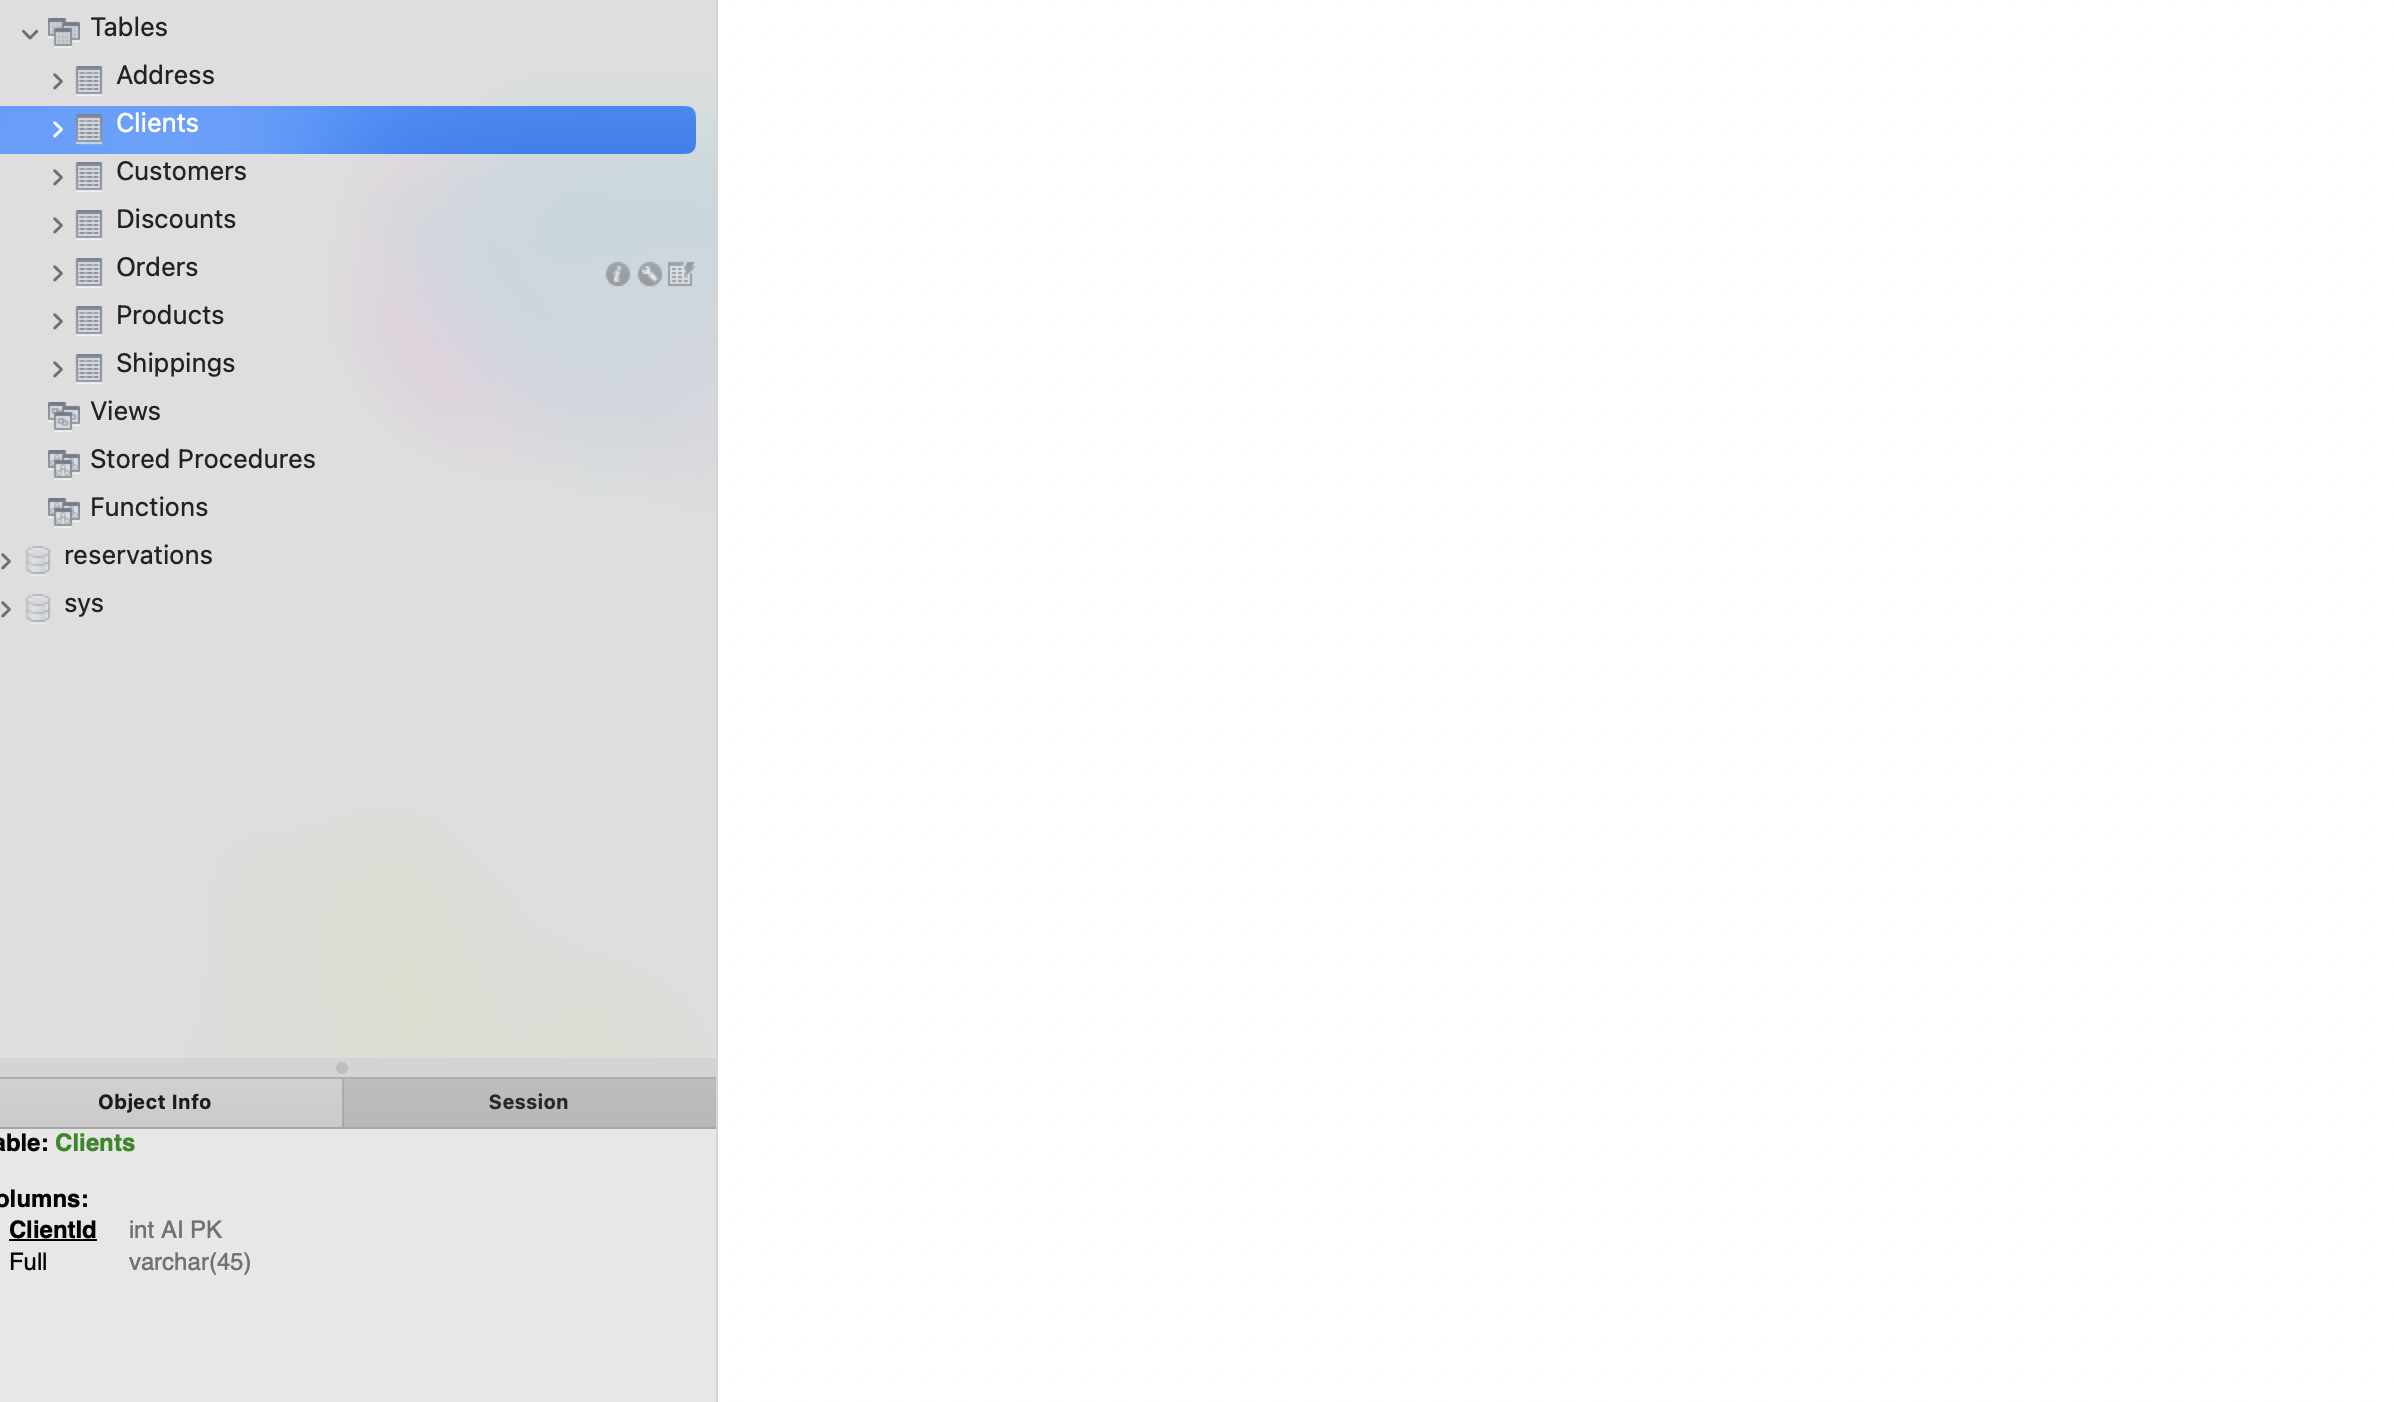 Tables
Address
Clients
Customers
Discounts
Orders
Products
Shippings
Views
Stored Procedures
Functions
reservations
sys
Object Info Session
able: Clients
olumns:
ClientId int AI PK
Full varchar(45)